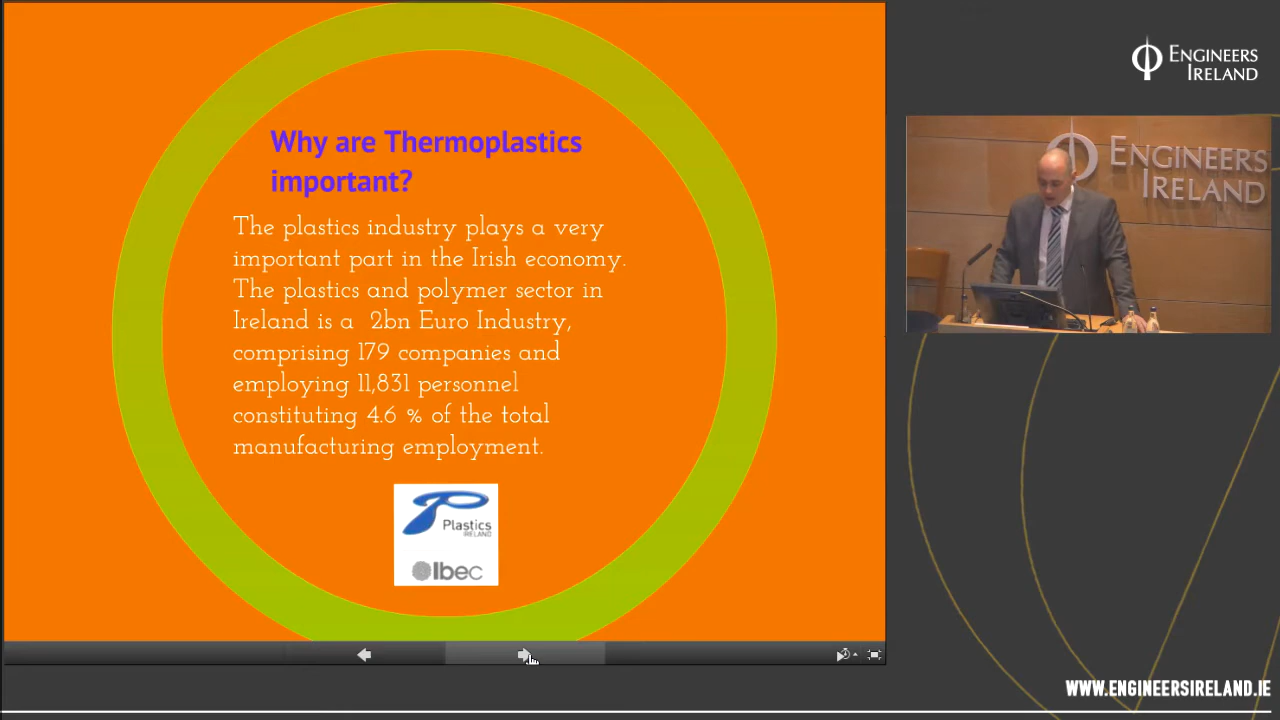 Why are Thermoplastics
important?
The plastics industry plays a very
important part in the Irish economy.
The plastics and polymer sector in
Ireland is a 2bn Euro Industry,
comprising 179 companies and
employing 11,831 personnel
constituting 4.6 % of the total
manufacturing employment.
Plastics
IRELAND
Ibec
ENGINEERS
IRELAND
ENGINEERS
IRELAND
WWW.ENGINEERSIRELAND.IE